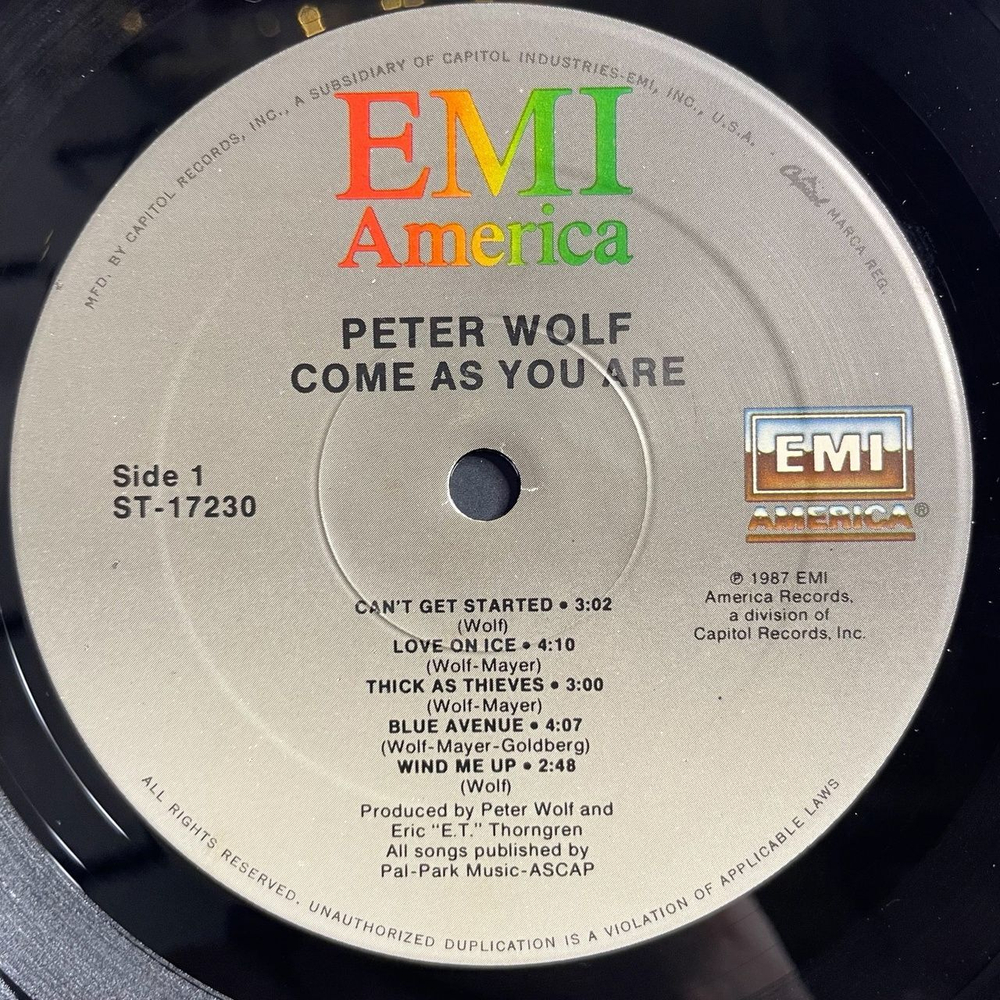 MFD. BY CAPITOL RECORDS, INC., A SUBSIDIARY OF CAPITOL INDUSTRIES-EMI, INC., U.S.A. · Capitol MARCA REG.
EMI
America
PETER WOLF
COME AS YOU ARE
Side 1
ST-17230
EMI
AMERICA®
℗ 1987 EMI
America Records,
a division of
Capitol Records, Inc.
CAN'T GET STARTED • 3:02
(Wolf)
LOVE ON ICE • 4:10
(Wolf-Mayer)
THICK AS THIEVES • 3:00
(Wolf-Mayer)
BLUE AVENUE • 4:07
(Wolf-Mayer-Goldberg)
WIND ME UP • 2:48
(Wolf)
Produced by Peter Wolf and
Eric "E.T." Thorngren
All songs published by
Pal-Park Music-ASCAP
ALL RIGHTS RESERVED. UNAUTHORIZED DUPLICATION IS A VIOLATION OF APPLICABLE LAWS